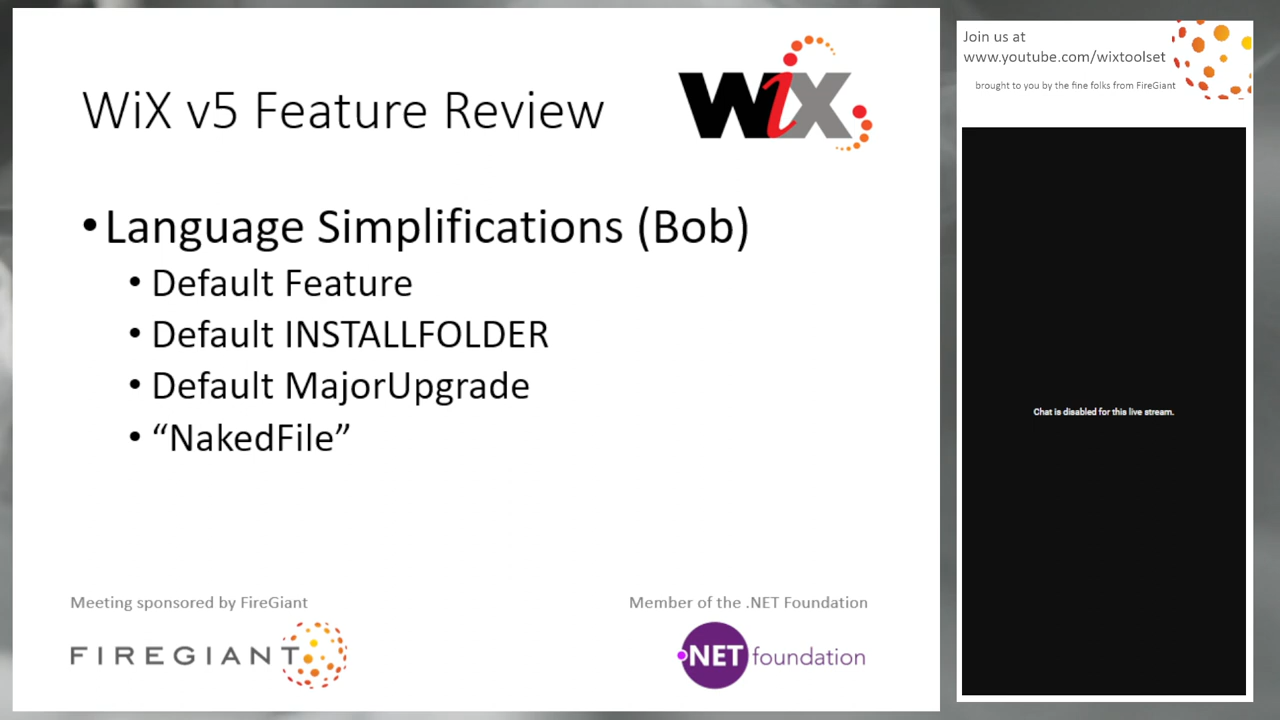 WiX v5 Feature Review
WiX
•Language Simplifications (Bob)
• Default Feature
• Default INSTALLFOLDER
• Default MajorUpgrade
• “NakedFile”
Meeting sponsored by FireGiant
FIREGIANT
Member of the .NET Foundation
.NET foundation
Join us at
www.youtube.com/wixtoolset
brought to you by the fine folks from FireGiant
Chat is disabled for this live stream.